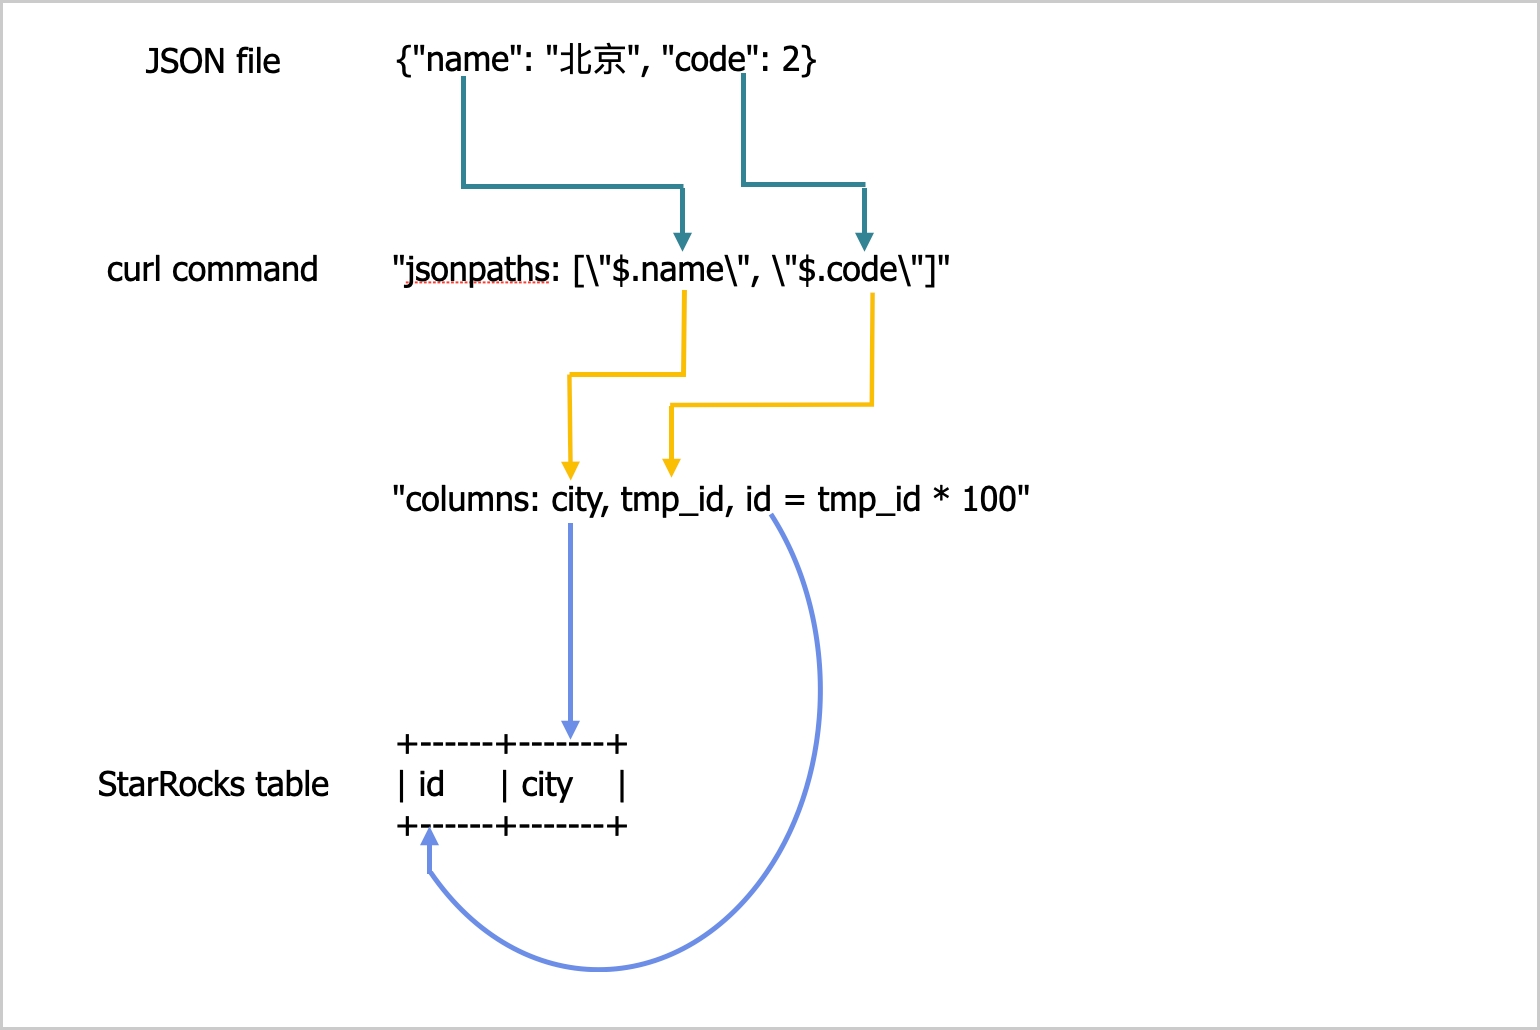 JSON file {"name": "北京", "code": 2}
curl command "jsonpaths: [\"$.name\", \"$.code\"]"
"columns: city, tmp_id, id = tmp_id * 100"
+------+-------+
StarRocks table | id | city |
+------+-------+